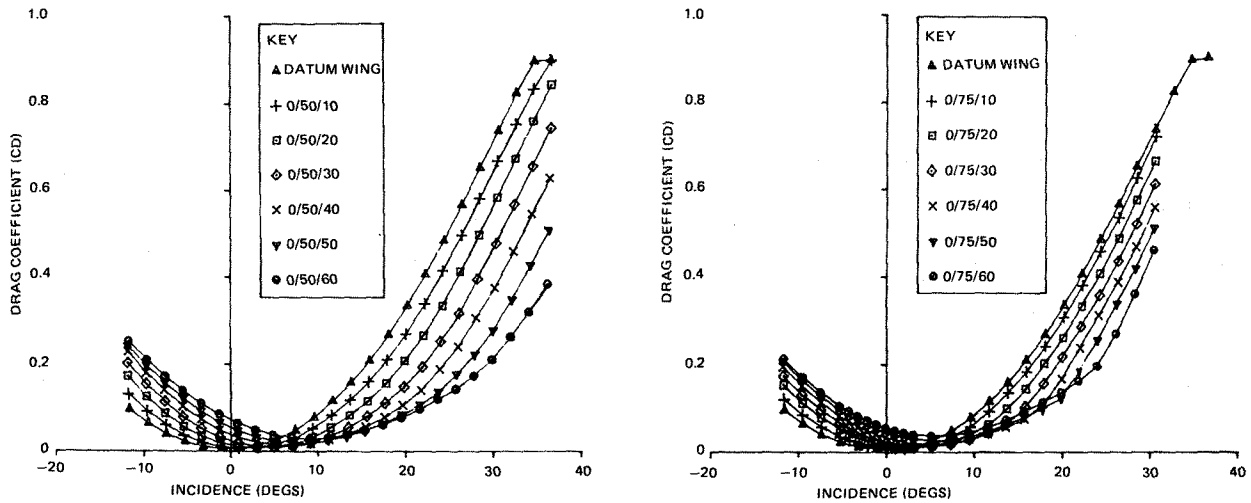 1.0
0.8
0.6
0.4
0.2
0
DRAG COEFFICIENT (CD)
KEY
DATUM WING
0/50/10
0/50/20
0/50/30
0/50/40
0/50/50
0/50/60
−20 −10 0 10 20 30 40
INCIDENCE (DEGS)
1.0
0.8
0.6
0.4
0.2
0
DRAG COEFFICIENT (CD)
KEY
DATUM WING
0/75/10
0/75/20
0/75/30
0/75/40
0/75/50
0/75/60
−20 −10 0 10 20 30 40
INCIDENCE (DEGS)